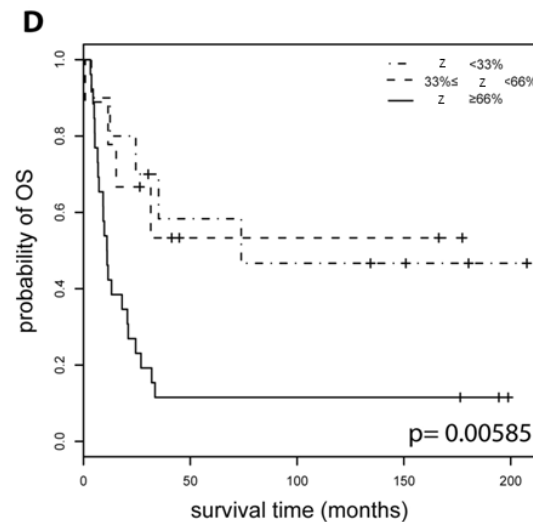 D
Z <33%
33%≤ Z <66%
Z ≥66%
probability of OS
1.0
0.8
0.6
0.4
0.2
0.0
p= 0.00585
0 50 100 150 200
survival time (months)